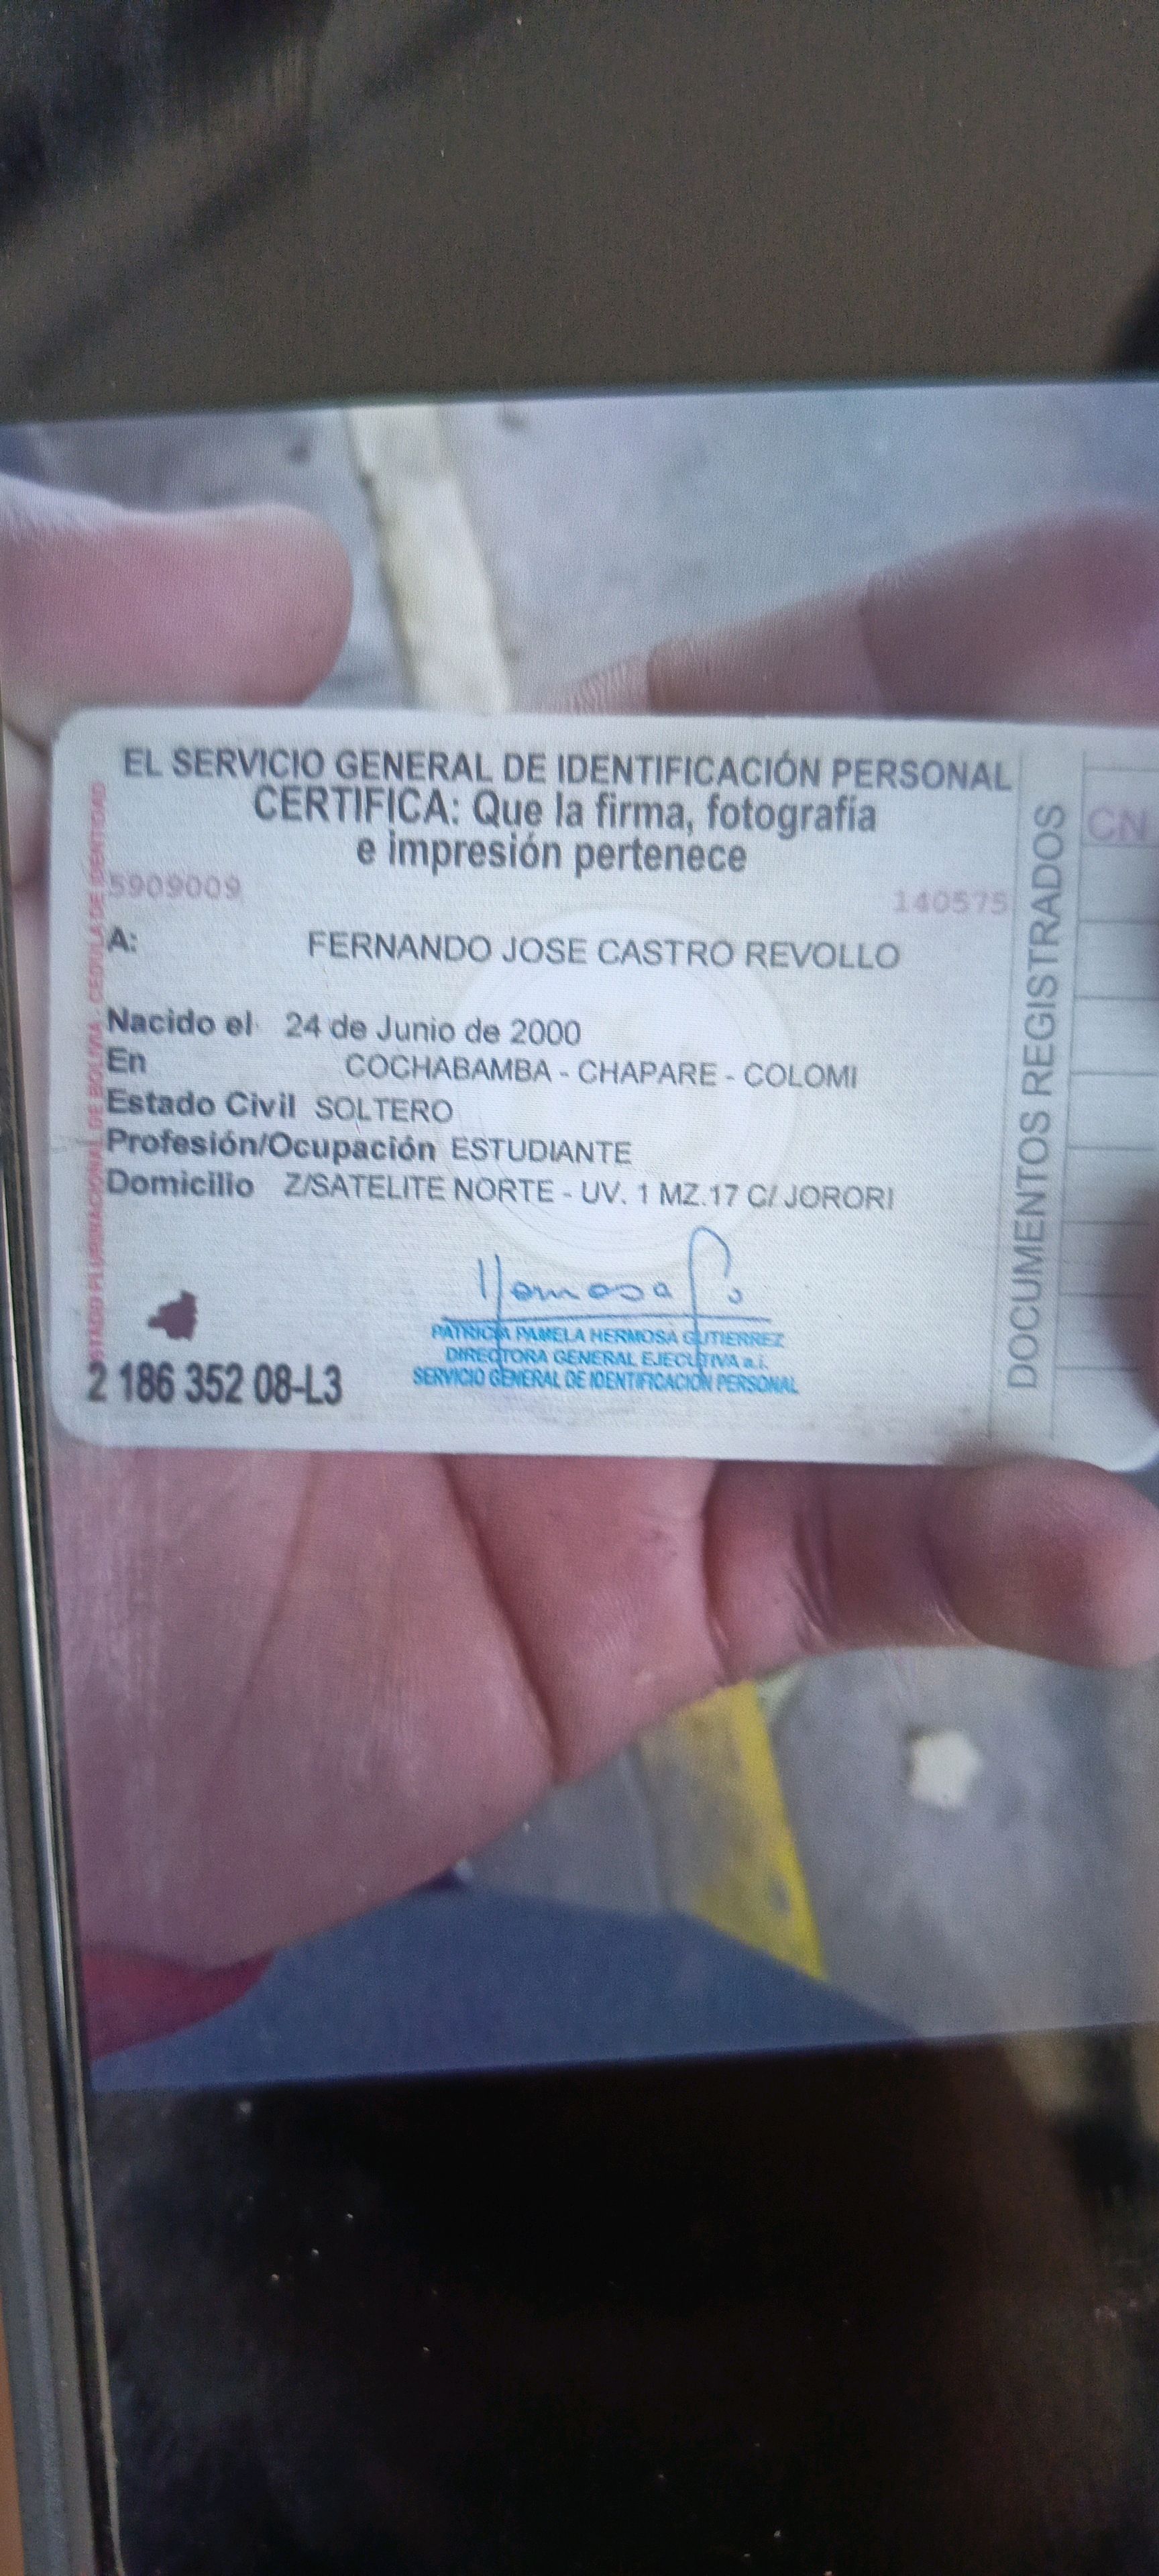 EL SERVICIO GENERAL DE IDENTIFICACIÓN PERSONAL
CERTIFICA: Que la firma, fotografía
e impresión pertenece
5909009
140575
A: FERNANDO JOSE CASTRO REVOLLO
Nacido el 24 de Junio de 2000
En COCHABAMBA - CHAPARE - COLOMI
Estado Civil SOLTERO
Profesión/Ocupación ESTUDIANTE
Domicilio Z/SATELITE NORTE - UV. 1 MZ.17 C/ JORORI
PATRICIA PAMELA HERMOSA GUTIERREZ
DIRECTORA GENERAL EJECUTIVA a.i.
SERVICIO GENERAL DE IDENTIFICACIÓN PERSONAL
2 186 352 08-L3
ESTADO PLURINACIONAL DE BOLIVIA - CEDULA DE IDENTIDAD
DOCUMENTOS REGISTRADOS
CN